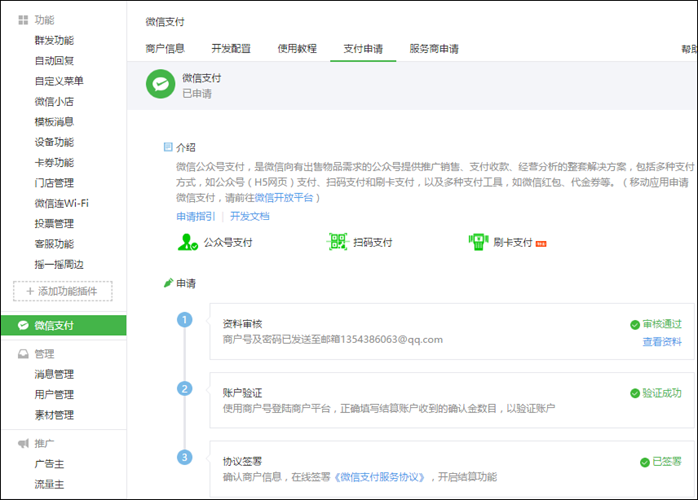 功能
群发功能
自动回复
自定义菜单
微信小店
模板消息
设备功能
卡券功能
门店管理
微信连Wi-Fi
投票管理
客服功能
摇一摇周边
+ 添加功能插件
微信支付
管理
消息管理
用户管理
素材管理
推广
广告主
流量主
微信支付
商户信息 开发配置 使用教程 支付申请 服务商申请 帮助
微信支付
已申请
介绍
微信公众号支付，是微信向有出售物品需求的公众号提供推广销售、支付收款、经营分析的整套解决方案，包括多种支付
方式，如公众号（H5网页）支付、扫码支付和刷卡支付，以及多种支付工具，如微信红包、代金券等。（移动应用申请
微信支付，请前往微信开放平台）
申请指引 | 开发文档
公众号支付 扫码支付 刷卡支付
申请
1 资料审核 审核通过
商户号及密码已发送至邮箱1354386063@qq.com 查看资料
2 账户验证 验证成功
使用商户号登陆商户平台，正确填写结算账户收到的确认金数目，以验证账户
3 协议签署 已签署
确认商户信息，在线签署《微信支付服务协议》，开启结算功能